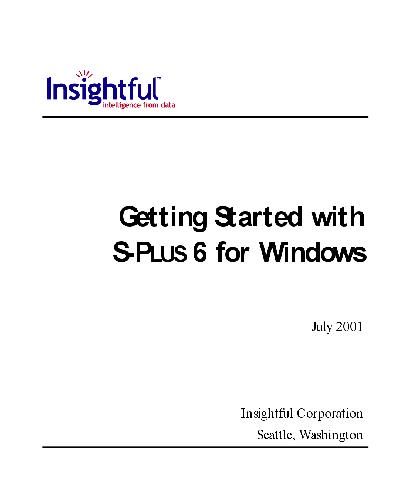 Insightful™
intelligence from data
Getting Started with
S-PLUS 6 for Windows
July 2001
Insightful Corporation
Seattle, Washington